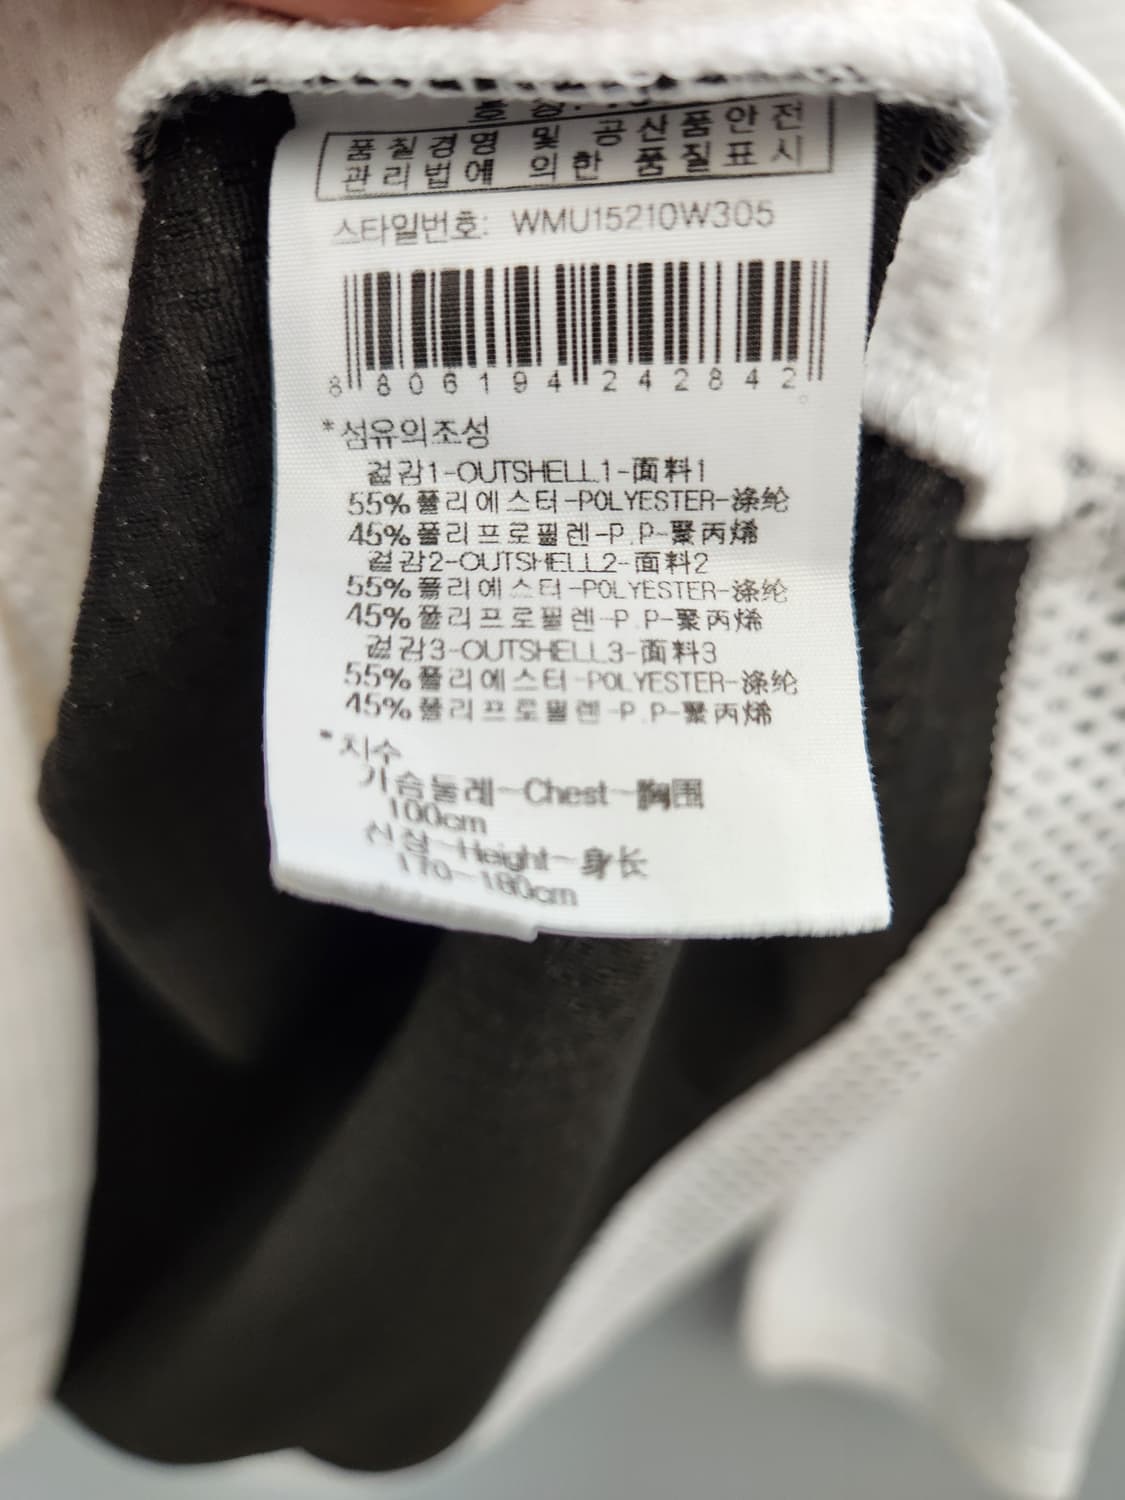 품질경영 및 공산품안전
관리법에 의한 품질표시
스타일번호: WMU15210W305
8 806194 242842
*섬유의조성
겉감1-OUTSHELL1-面料1
55%폴리에스터-POLYESTER-涤纶
45%폴리프로필렌-P.P-聚丙烯
겉감2-OUTSHELL2-面料2
55%폴리에스터-POLYESTER-涤纶
45%폴리프로필렌-P.P-聚丙烯
겉감3-OUTSHELL3-面料3
55%폴리에스터-POLYESTER-涤纶
45%폴리프로필렌-P.P-聚丙烯
*치수
가슴둘레-Chest-胸围
100cm
신장-Height-身长
170-180cm